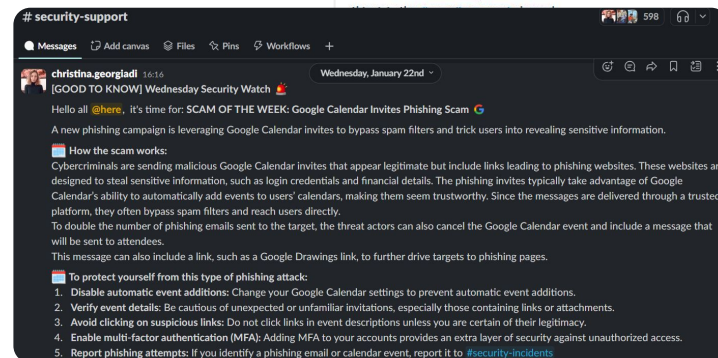 # security-support
598
Messages Add canvas Files Pins Workflows +
christina.georgiadi 16:16
Wednesday, January 22nd
[GOOD TO KNOW] Wednesday Security Watch 🚨
Hello all @here, it's time for: SCAM OF THE WEEK: Google Calendar Invites Phishing Scam G
A new phishing campaign is leveraging Google Calendar invites to bypass spam filters and trick users into revealing sensitive information.
🗓️ How the scam works:
Cybercriminals are sending malicious Google Calendar invites that appear legitimate but include links leading to phishing websites. These websites ar
designed to steal sensitive information, such as login credentials and financial details. The phishing invites typically take advantage of Google
Calendar's ability to automatically add events to users' calendars, making them seem trustworthy. Since the messages are delivered through a trusted
platform, they often bypass spam filters and reach users directly.
To double the number of phishing emails sent to the target, the threat actors can also cancel the Google Calendar event and include a message that
will be sent to attendees.
This message can also include a link, such as a Google Drawings link, to further drive targets to phishing pages.
🗓️ To protect yourself from this type of phishing attack:
1. Disable automatic event additions: Change your Google Calendar settings to prevent automatic event additions.
2. Verify event details: Be cautious of unexpected or unfamiliar invitations, especially those containing links or attachments.
3. Avoid clicking on suspicious links: Do not click links in event descriptions unless you are certain of their legitimacy.
4. Enable multi-factor authentication (MFA): Adding MFA to your accounts provides an extra layer of security against unauthorized access.
5. Report phishing attempts: If you identify a phishing email or calendar event, report it to #security-incidents